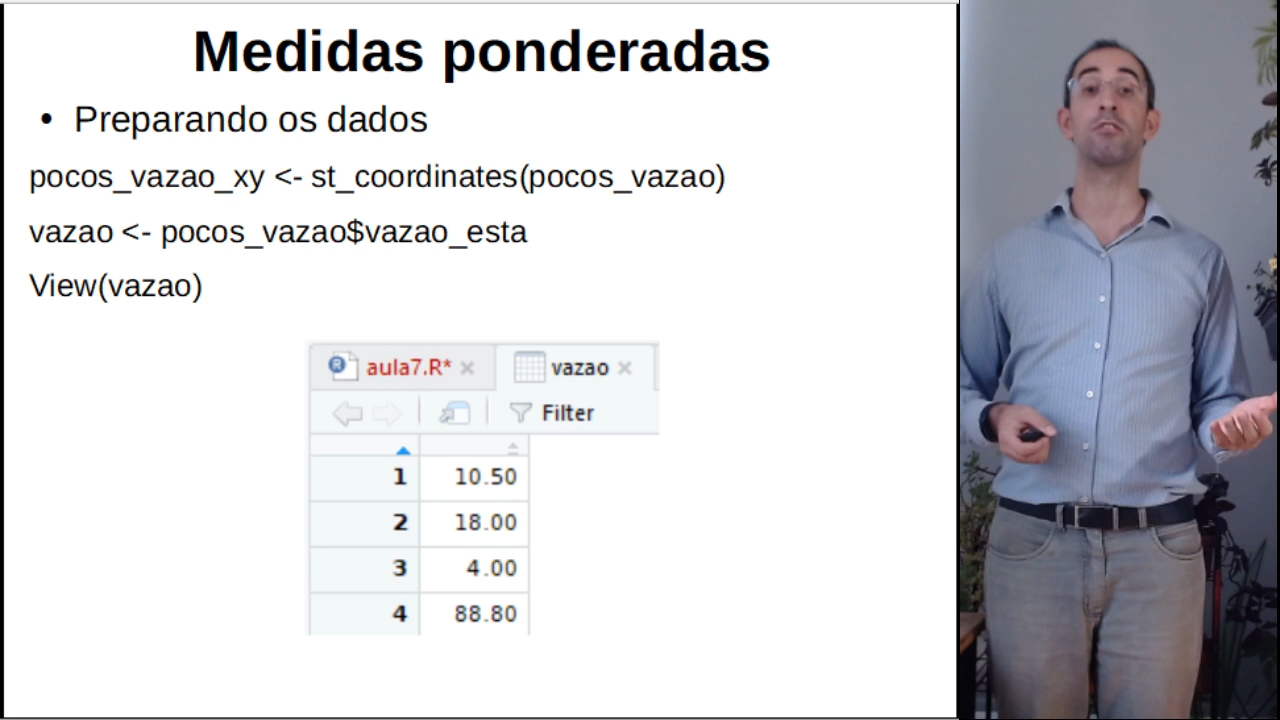 Medidas ponderadas
• Preparando os dados
pocos_vazao_xy <- st_coordinates(pocos_vazao)
vazao <- pocos_vazao$vazao_esta
View(vazao)
aula7.R* vazao
Filter
1 10.50
2 18.00
3 4.00
4 88.80